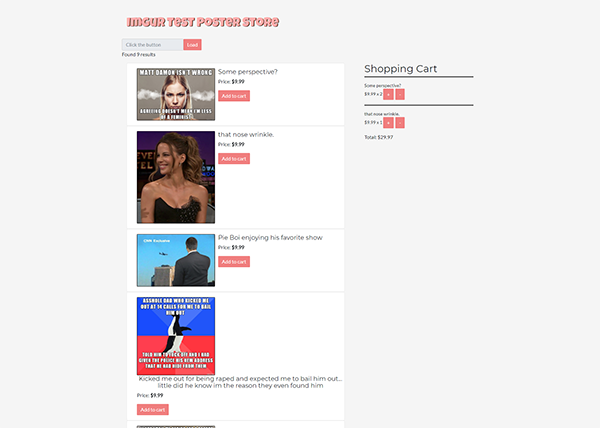 Imgur Test Poster Store
Click the button
Load
Found 9 results
MATT DAMON ISN'T WRONG
AGREEING DOESN'T MEAN I'M LESS
OF A FEMINIST
Some perspective?
Price: $9.99
Add to cart
that nose wrinkle.
Price: $9.99
Add to cart
CNN Exclusive
Pie Boi enjoying his favorite show
Price: $9.99
Add to cart
ASSHOLE DAD WHO KICKED ME
OUT AT 14 CALLS FOR ME TO BAIL
HIM OUT
TOLD HIM TO FUCK OFF AND I AND
GIVEN THE POLICE HIS NEW ADDRESS
THAT HE HAD HIDE FROM THEM
Kicked me out for being raped and expected me to bail him out...
little did he know im the reason they even found him
Price: $9.99
Add to cart
Shopping Cart
Some perspective?
$9.99 x 2 + -
that nose wrinkle.
$9.99 x 1 + -
Total: $29.97